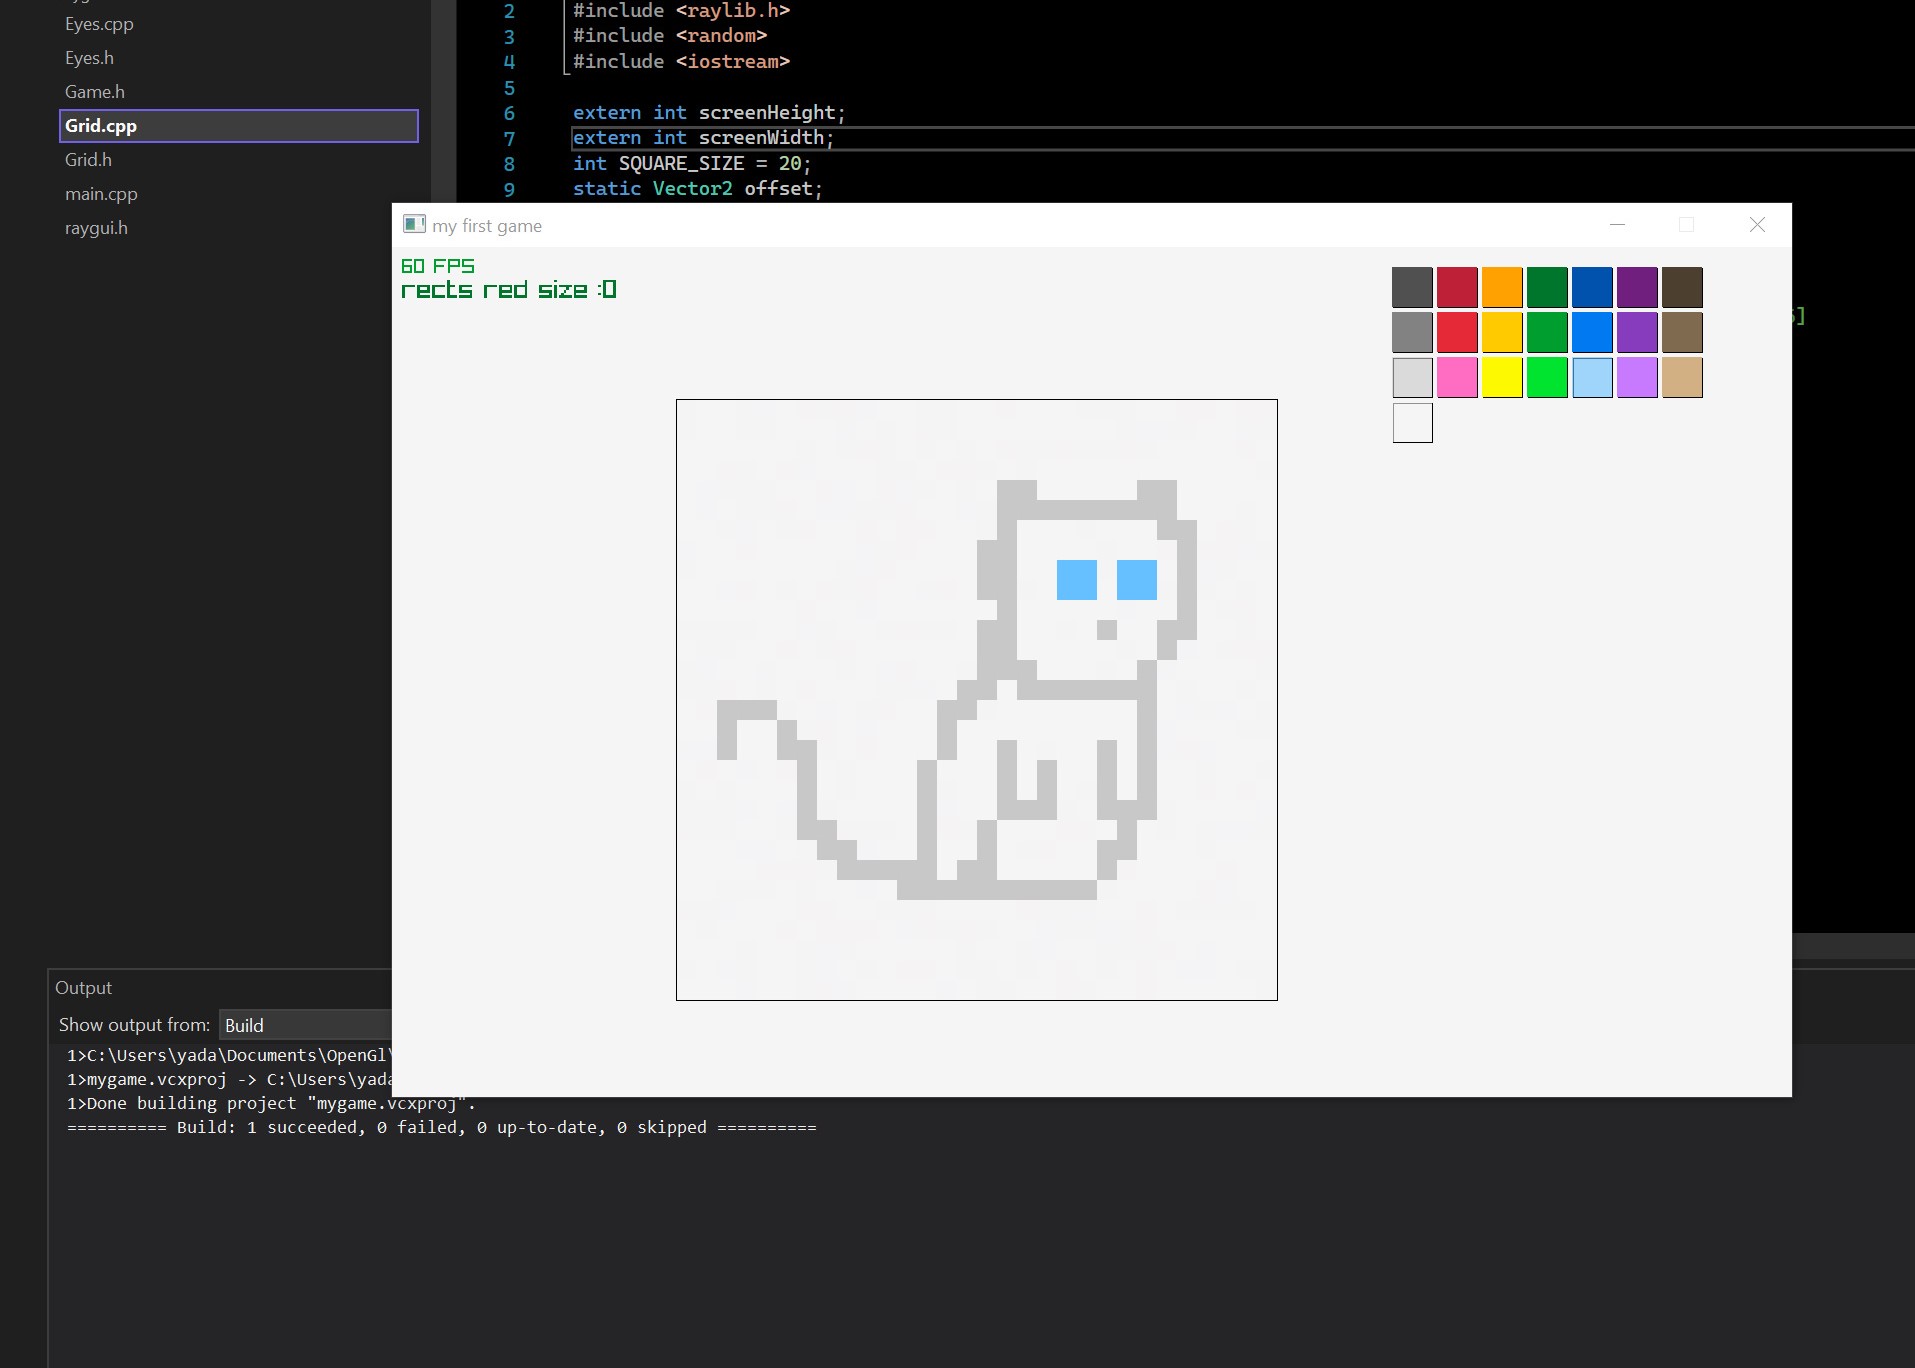 Eyes.cpp
Eyes.h
Game.h
Grid.cpp
Grid.h
main.cpp
raygui.h
2 #include <raylib.h>
3 #include <random>
4 #include <iostream>
5
6 extern int screenHeight;
7 extern int screenWidth;
8 int SQUARE_SIZE = 20;
9 static Vector2 offset;
my first game
60 FPS
rects red size :0
]
Output
Show output from: Build
1>C:\Users\yada\Documents\OpenGl\
1>mygame.vcxproj -> C:\Users\yada
1>Done building project "mygame.vcxproj".
========== Build: 1 succeeded, 0 failed, 0 up-to-date, 0 skipped ==========